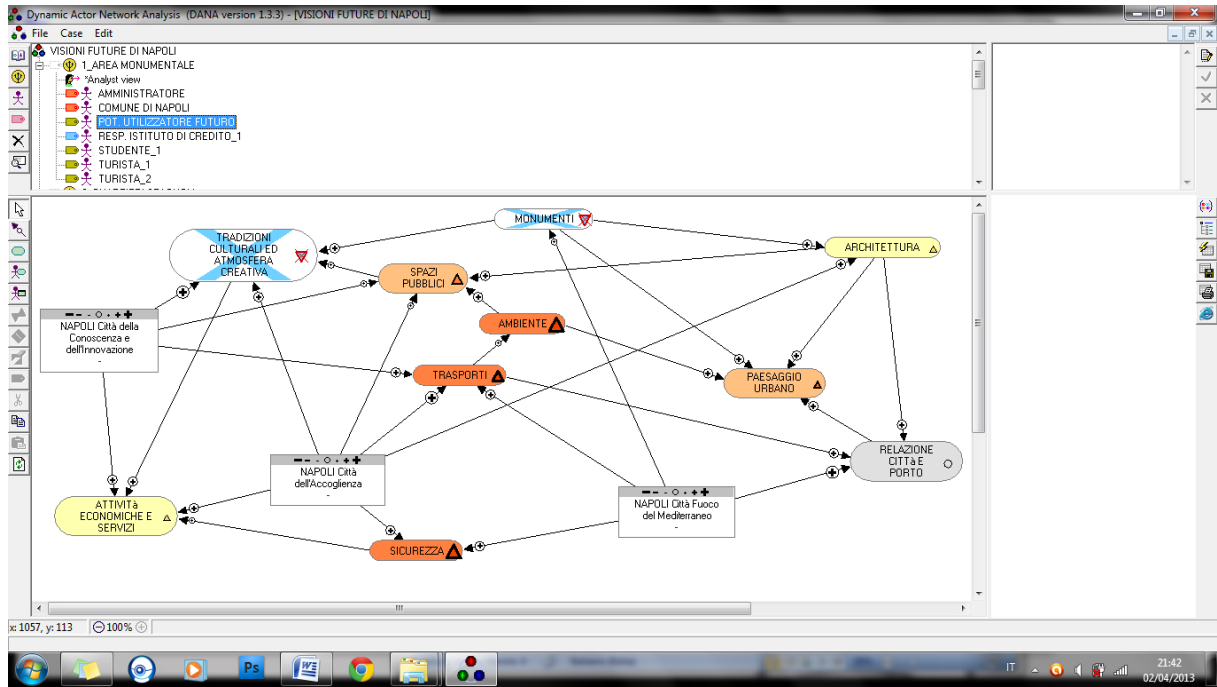 Dynamic Actor Network Analysis (DANA version 1.3.3) - [VISIONI FUTURE DI NAPOLI]
File Case Edit
VISIONI FUTURE DI NAPOLI
1_AREA MONUMENTALE
*Analyst view
AMMINISTRATORE
COMUNE DI NAPOLI
POT. UTILIZZATORE FUTURO
RESP. ISTITUTO DI CREDITO_1
STUDENTE_1
TURISTA_1
TURISTA_2
MONUMENTI
TRADIZIONI
CULTURALI ED
ATMOSFERA
CREATIVA
ARCHITETTURA
SPAZI
PUBBLICI
AMBIENTE
NAPOLI Città della
Conoscenza e
dell'Innovazione
-
TRASPORTI
PAESAGGIO
URBANO
RELAZIONE
CITTà E
PORTO
NAPOLI Città
dell'Accoglienza
-
NAPOLI Città Fuoco
del Mediterraneo
-
ATTIVITà
ECONOMICHE E
SERVIZI
SICUREZZA
x: 1057, y: 113 100%
Ps
IT
21:42
02/04/2013